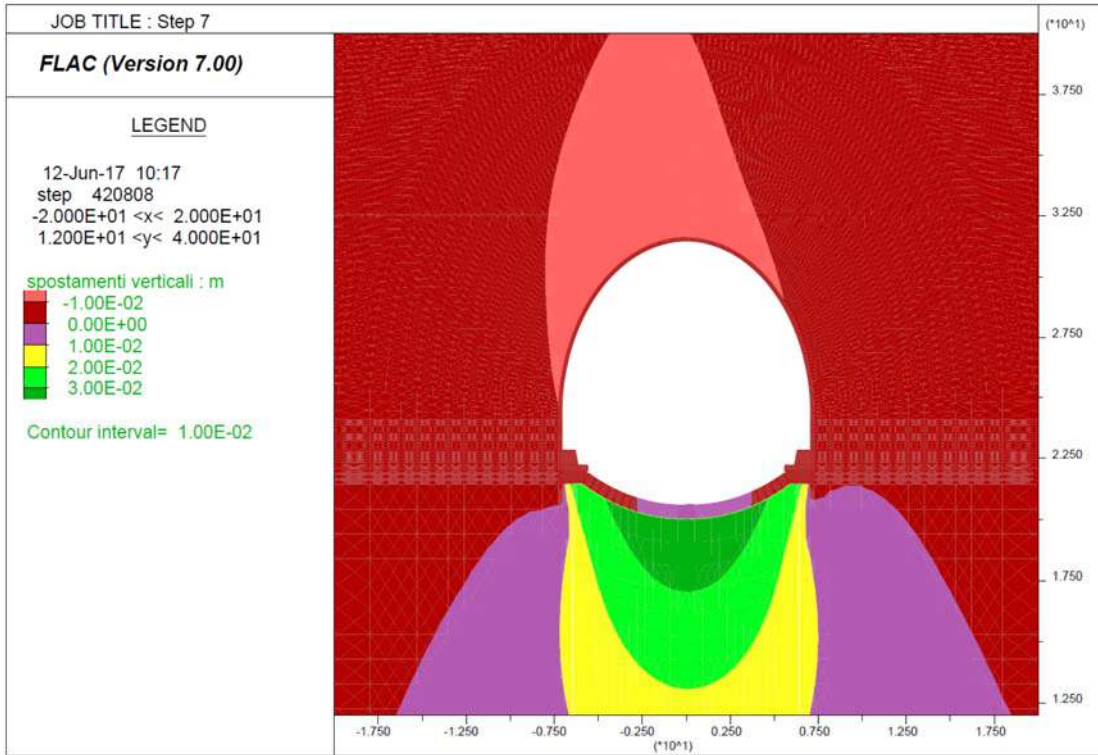 JOB TITLE : Step 7
(*10^1)
FLAC (Version 7.00)
LEGEND
12-Jun-17 10:17
step 420808
-2.000E+01 <x< 2.000E+01
1.200E+01 <y< 4.000E+01
spostamenti verticali : m
-1.00E-02
0.00E+00
1.00E-02
2.00E-02
3.00E-02
Contour interval= 1.00E-02
3.750
3.250
2.750
2.250
1.750
1.250
-1.750 -1.250 -0.750 -0.250 0.250 0.750 1.250 1.750
(*10^1)